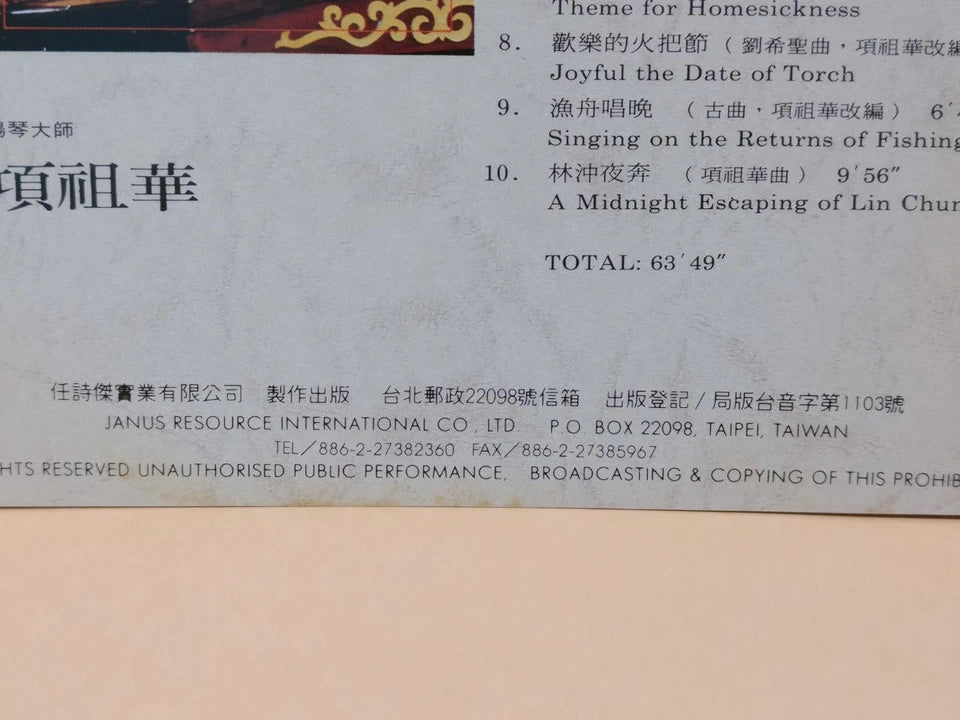 Theme for Homesickness
8. 歡樂的火把節（劉希聖曲，項祖華改編
Joyful the Date of Torch
9. 漁舟唱晚（古曲，項祖華改編） 6′4
Singing on the Returns of Fishing
10. 林沖夜奔（項祖華曲） 9′56″
A Midnight Escaping of Lin Chun
TOTAL: 63′49″
揚琴大師
項祖華
任詩傑實業有限公司 製作出版 台北郵政22098號信箱 出版登記/局版台音字第1103號
JANUS RESOURCE INTERNATIONAL CO., LTD. P.O. BOX 22098, TAIPEI, TAIWAN
TEL/886-2-27382360 FAX/886-2-27385967
HTS RESERVED UNAUTHORISED PUBLIC PERFORMANCE, BROADCASTING & COPYING OF THIS PROHIB